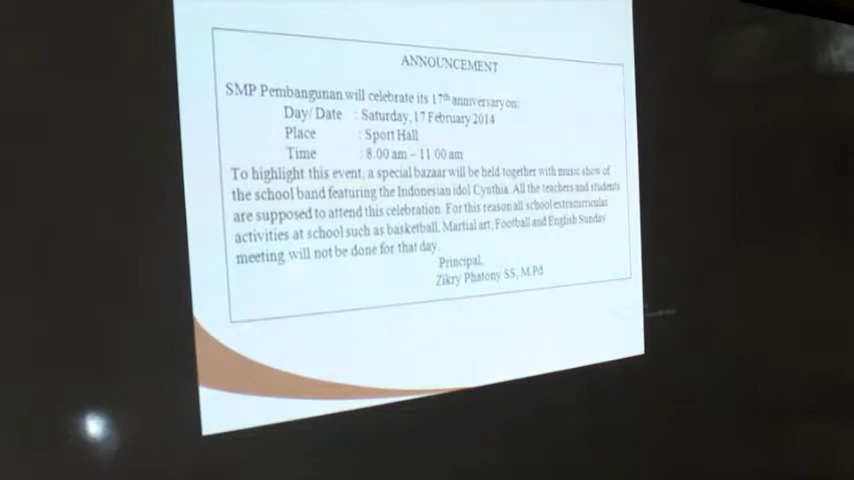 ANNOUNCEMENT
SMP Pembangunan will celebrate its 17th anniversary on:
Day/ Date : Saturday, 17 February 2014
Place : Sport Hall
Time : 8.00 am – 11.00 am
To highlight this event, a special bazaar will be held together with music show of
the school band featuring the Indonesian idol Cynthia. All the teachers and students
are supposed to attend this celebration. For this reason all school extracurricular
activities at school such as basketball, Martial art, Football and English Sunday
meeting will not be done for that day.
Principal,
Zikry Phatony SS, M.Pd